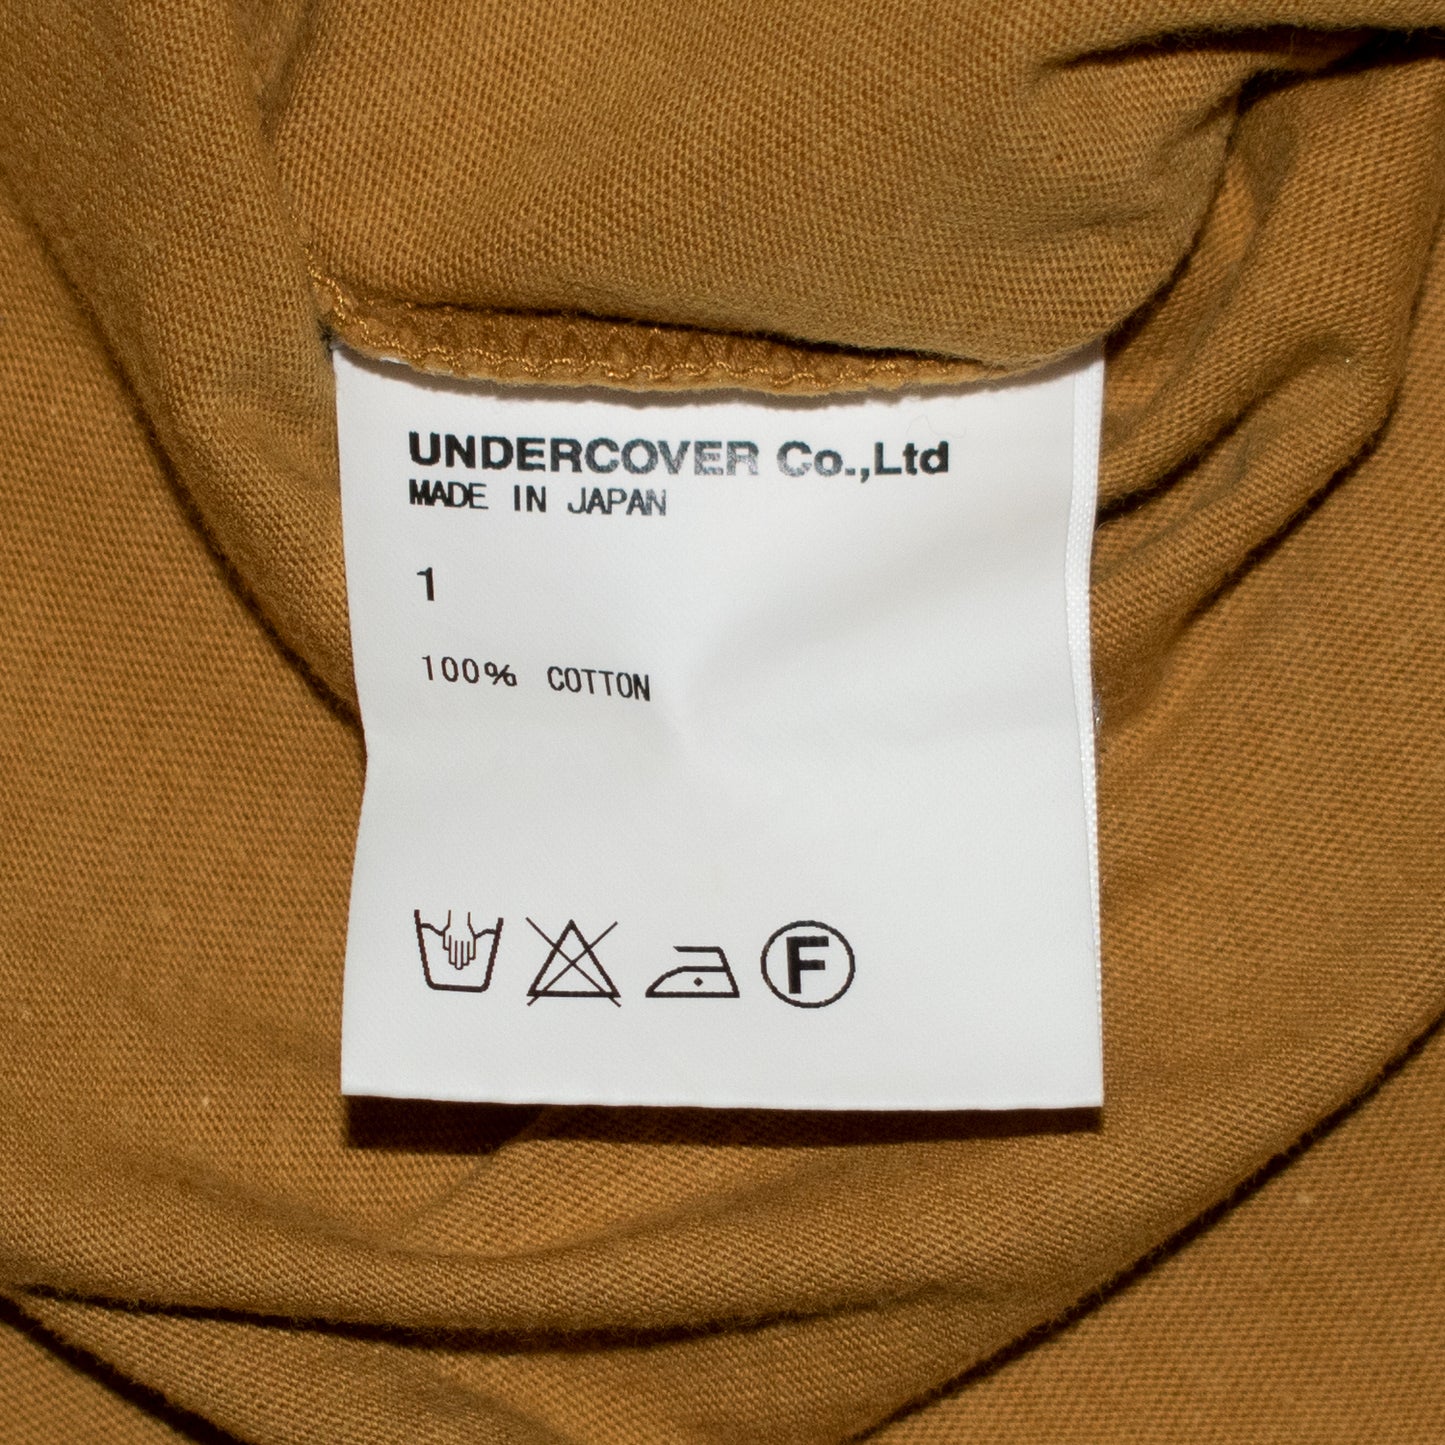 UNDERCOVER Co.,Ltd
MADE IN JAPAN
1
100% COTTON
F